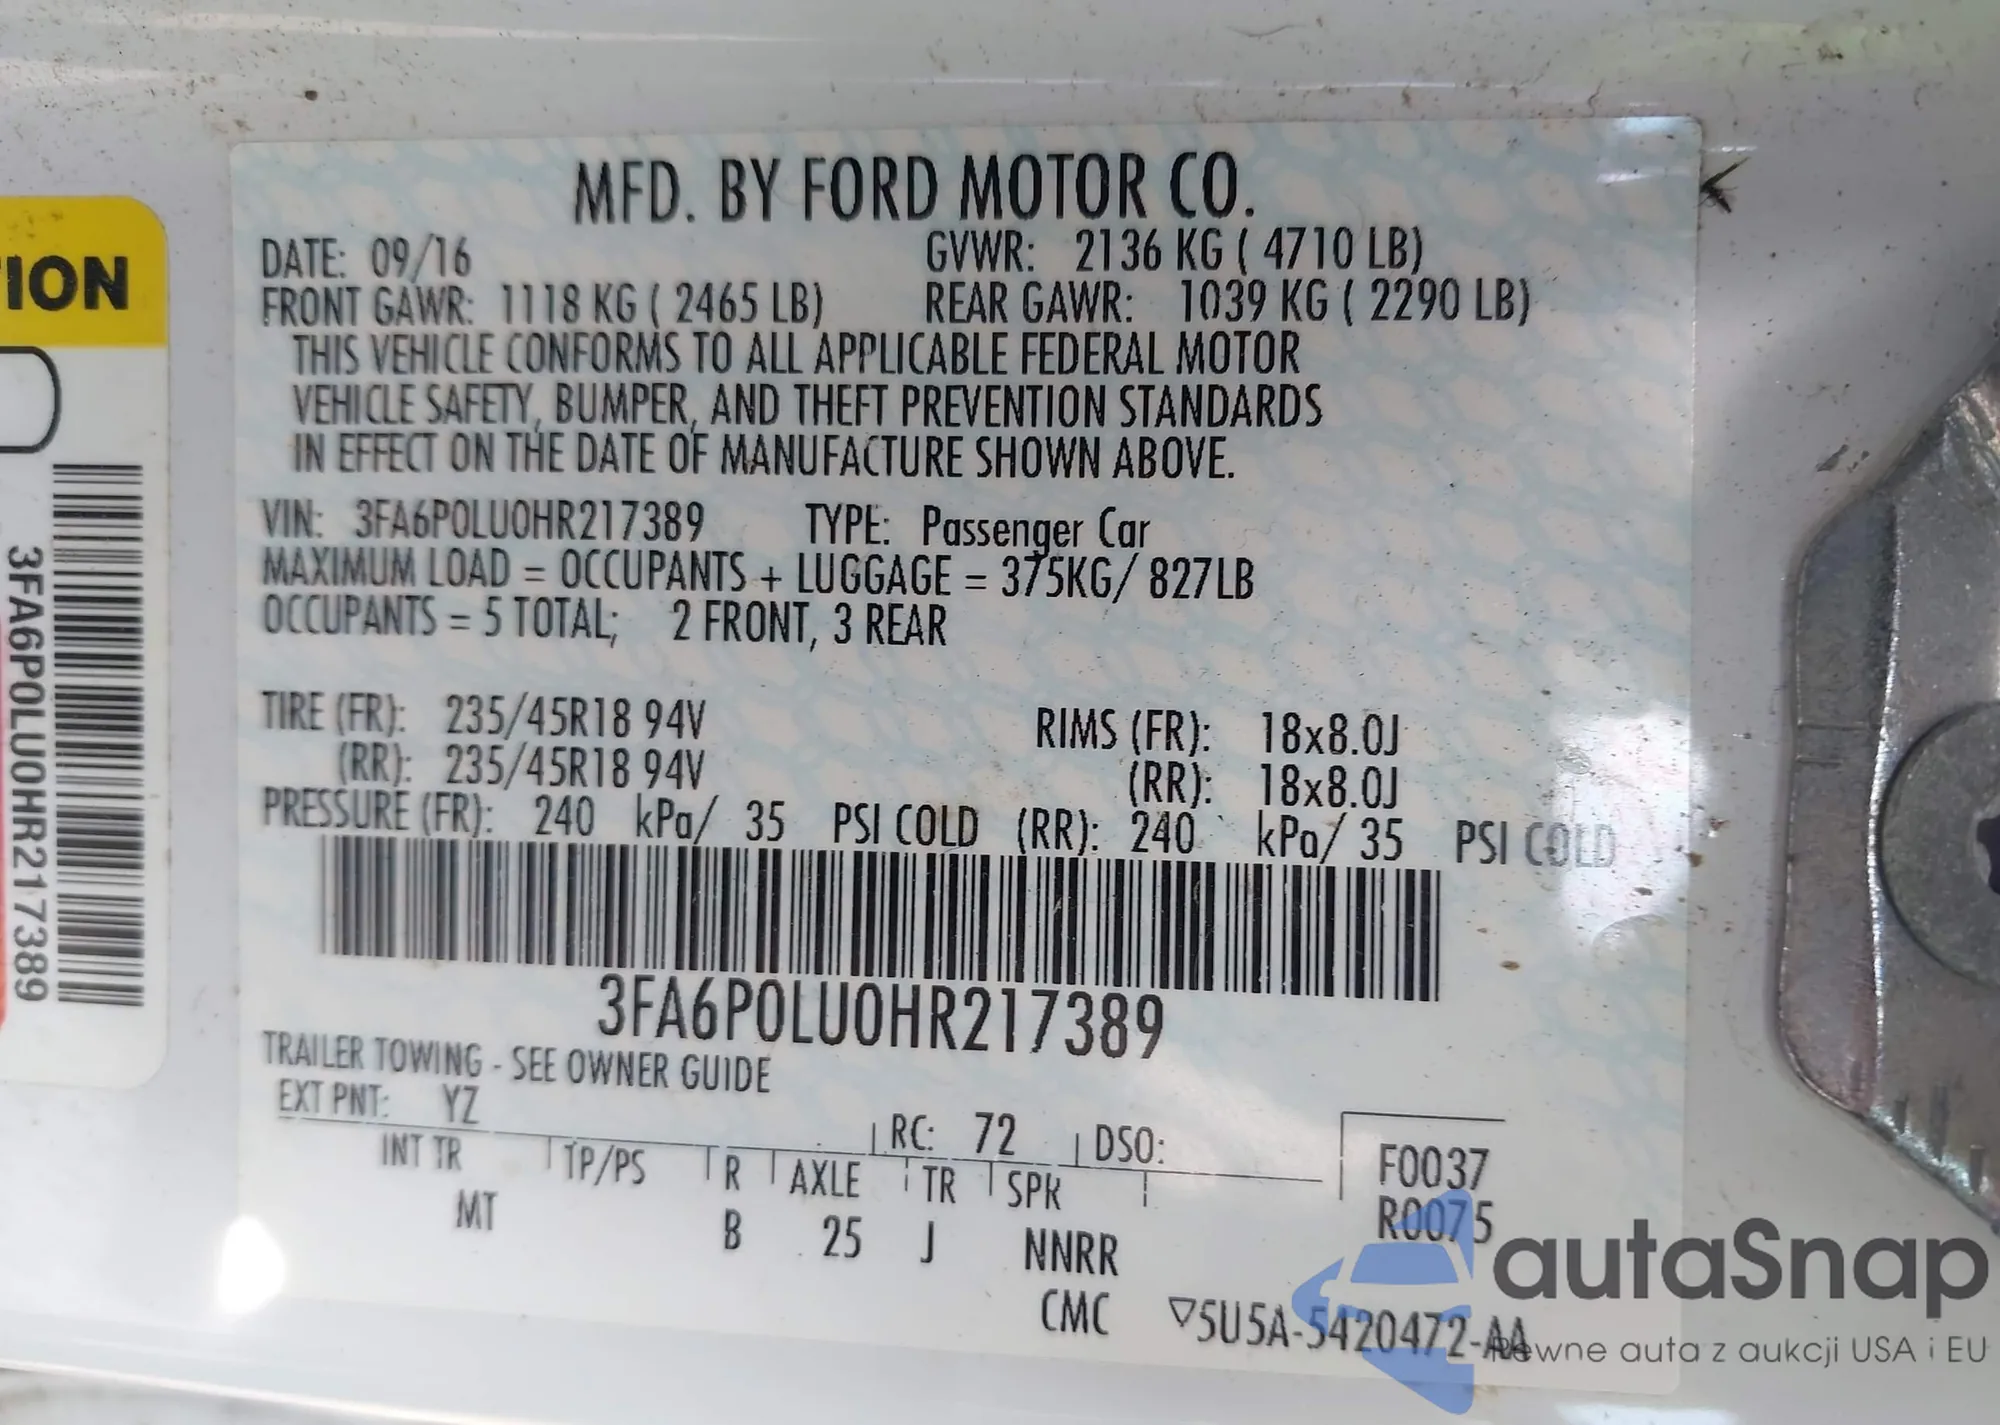 MFD. BY FORD MOTOR CO.
DATE: 09/16 GVWR: 2136 KG ( 4710 LB)
FRONT GAWR: 1118 KG ( 2465 LB) REAR GAWR: 1039 KG ( 2290 LB)
THIS VEHICLE CONFORMS TO ALL APPLICABLE FEDERAL MOTOR
VEHICLE SAFETY, BUMPER, AND THEFT PREVENTION STANDARDS
IN EFFECT ON THE DATE OF MANUFACTURE SHOWN ABOVE.
VIN: 3FA6P0LU0HR217389 TYPE: Passenger Car
MAXIMUM LOAD = OCCUPANTS + LUGGAGE = 375KG/ 827LB
OCCUPANTS = 5 TOTAL; 2 FRONT, 3 REAR
TIRE (FR): 235/45R18 94V RIMS (FR): 18x8.0J
(RR): 235/45R18 94V (RR): 18x8.0J
PRESSURE (FR): 240 kPa/ 35 PSI COLD (RR): 240 kPa/ 35 PSI COLD
3FA6P0LU0HR217389
TRAILER TOWING - SEE OWNER GUIDE
EXT PNT: YZ RC: 72 DSO:
INT TR TP/PS R AXLE TR SPR
MT B 25 J NNRR
F0037
R0075
CMC ▽5U5A-5420472-AA
TION
3FA6P0LU0HR217389
autaSnap
Pewne auta z aukcji USA i EU